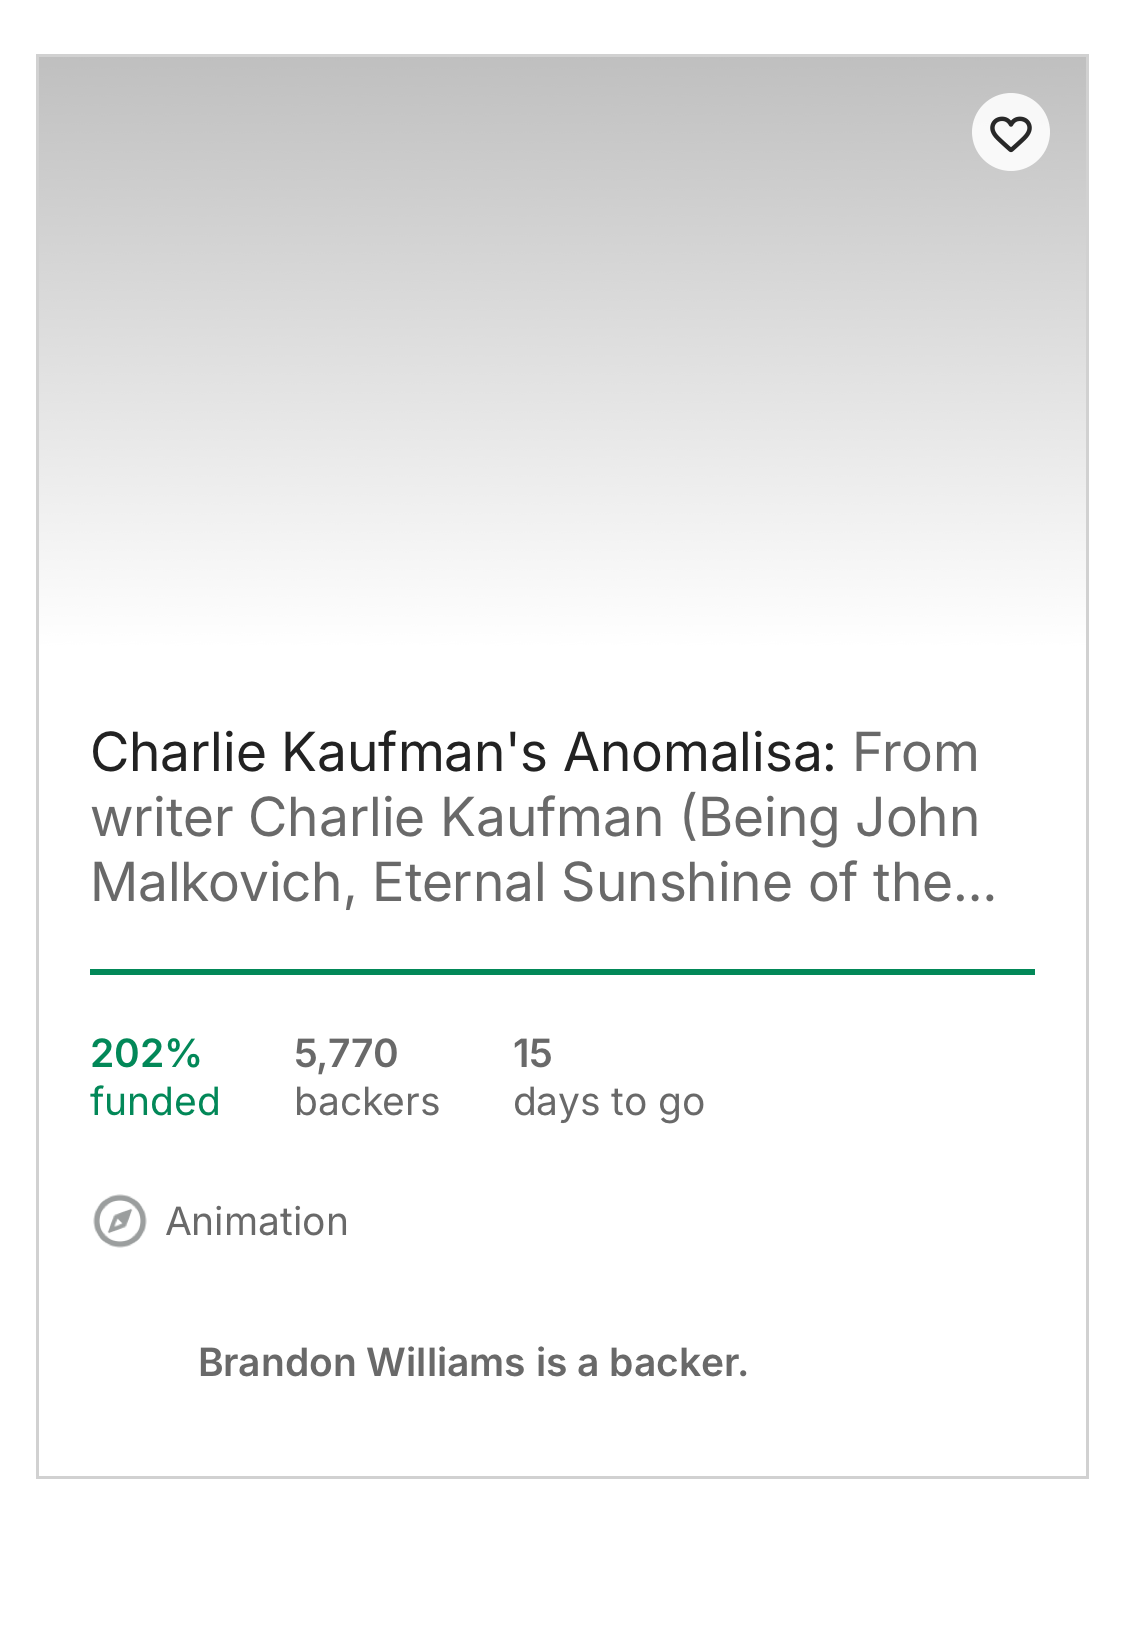 Charlie Kaufman's Anomalisa: From
writer Charlie Kaufman (Being John
Malkovich, Eternal Sunshine of the...
202%
funded
5,770
backers
15
days to go
Animation
Brandon Williams is a backer.